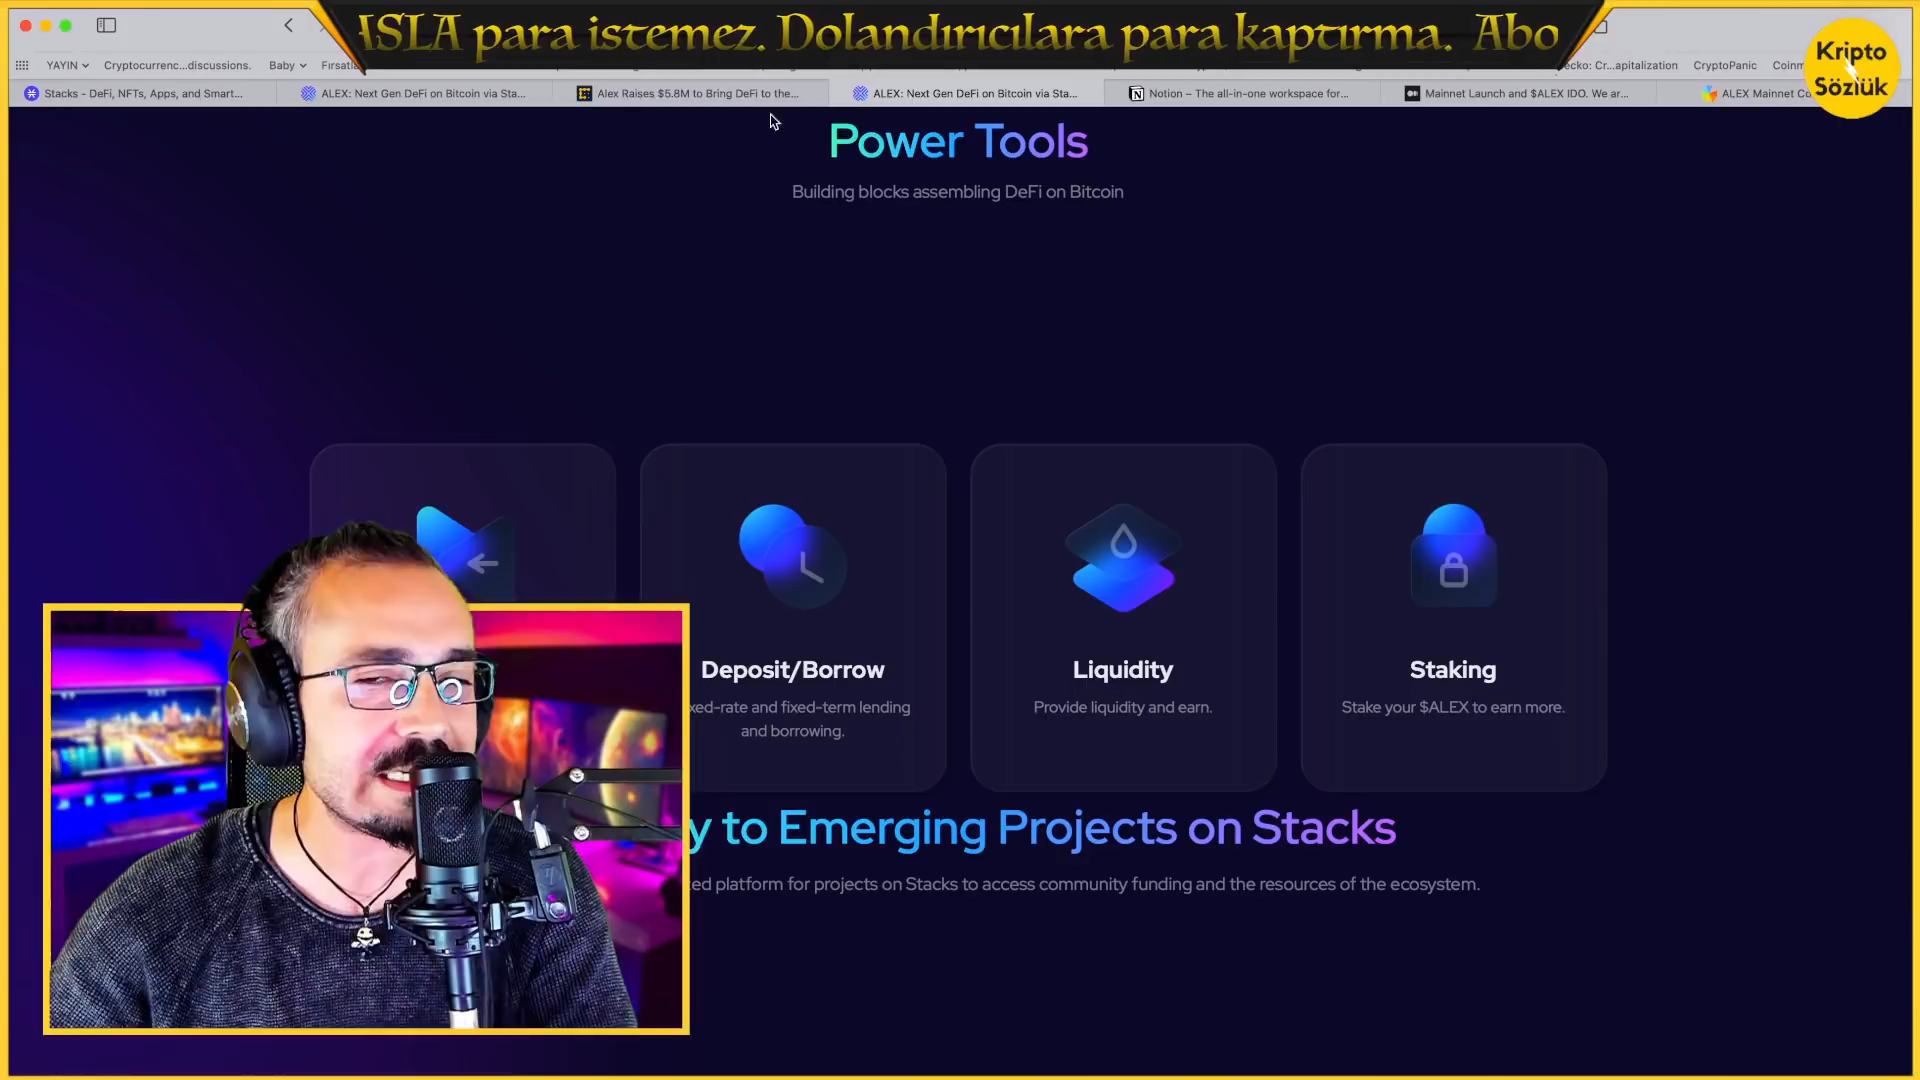 ISLA para istemez. Dolandırıcılara para kaptırma. Abo
YAYIN Cryptocurrenc...discussions. Baby ecko: Cr...apitalization CryptoPanic
Kripto
Sözlük
Stacks - DeFi, NFTs, Apps, and Smart... ALEX: Next Gen DeFi on Bitcoin via Sta... Alex Raises $5.8M to Bring DeFi to the... ALEX: Next Gen DeFi on Bitcoin via Sta... Notion – The all-in-one workspace for... Mainnet Launch and $ALEX IDO. We ar... ALEX Mainnet Co
Power Tools
Building blocks assembling DeFi on Bitcoin
Deposit/Borrow
xed-rate and fixed-term lending
and borrowing.
Liquidity
Provide liquidity and earn.
Staking
Stake your $ALEX to earn more.
y to Emerging Projects on Stacks
ed platform for projects on Stacks to access community funding and the resources of the ecosystem.